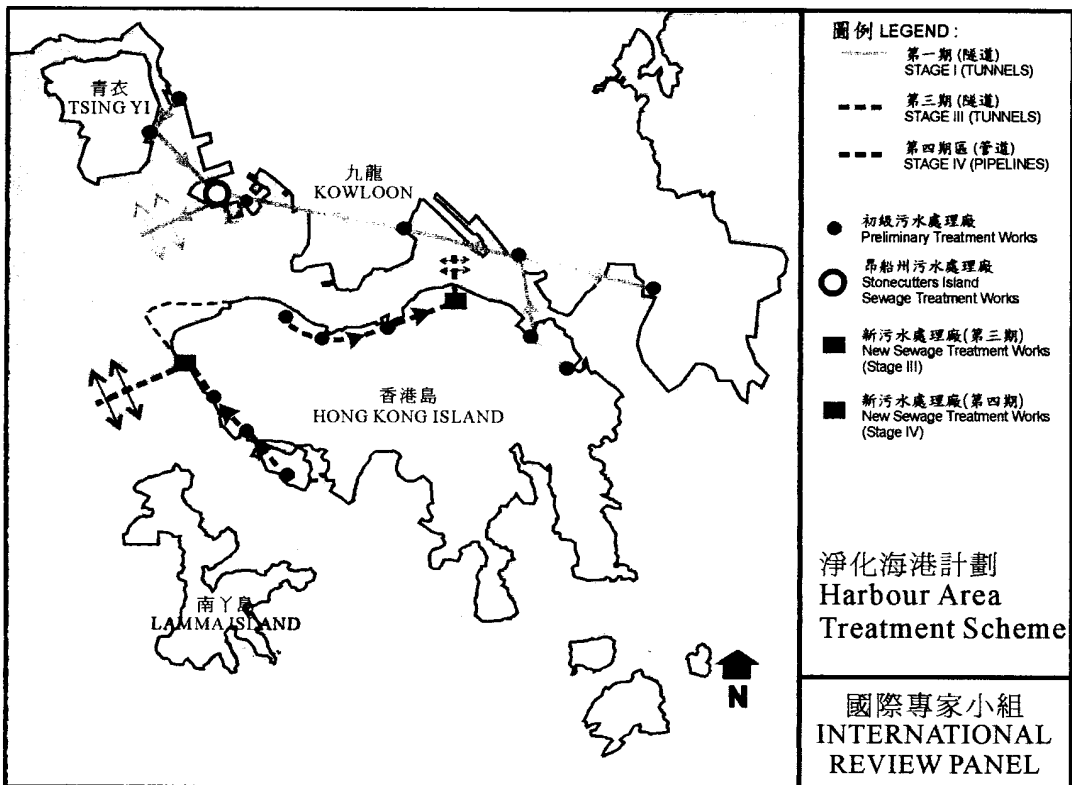 青衣
TSING YI
九龍
KOWLOON
香港島
HONG KONG ISLAND
南丫島
LAMMA ISLAND
N
圖例 LEGEND :
第一期 (隧道)
STAGE I (TUNNELS)
第三期 (隧道)
STAGE III (TUNNELS)
第四期區 (管道)
STAGE IV (PIPELINES)
初級污水處理廠
Preliminary Treatment Works
昂船州污水處理廠
Stonecutters Island
Sewage Treatment Works
新污水處理廠(第三期)
New Sewage Treatment Works
(Stage III)
新污水處理廠(第四期)
New Sewage Treatment Works
(Stage IV)
淨化海港計劃
Harbour Area
Treatment Scheme
國際專家小組
INTERNATIONAL
REVIEW PANEL